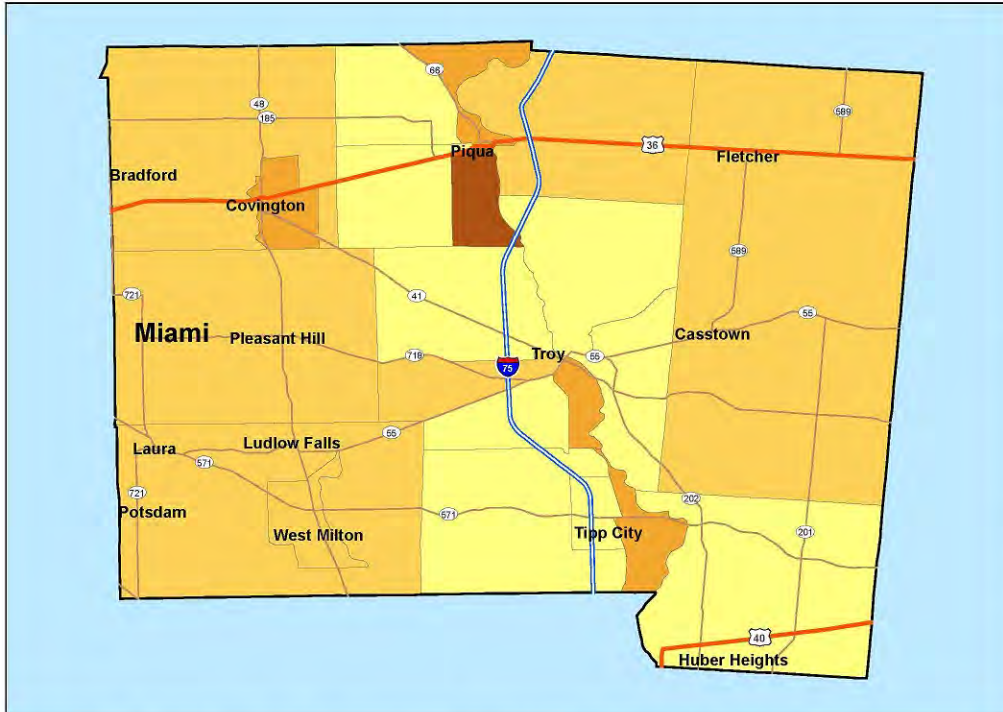 66
589
48
185
Piqua
36
Fletcher
Bradford
Covington
589
721
41
55
Miami
Pleasant Hill
Casstown
718
Troy
55
75
Laura
Ludlow Falls
55
571
721
202
Potsdam
571
West Milton
Tipp City
201
40
Huber Heights